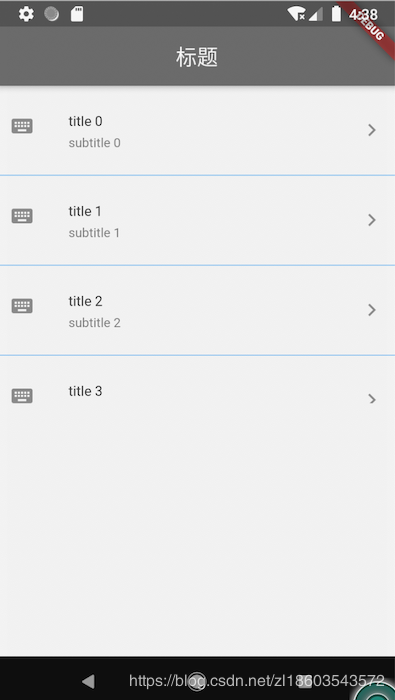 4:38
DEBUG
标题
title 0
subtitle 0
title 1
subtitle 1
title 2
subtitle 2
title 3
https://blog.csdn.net/zl18603543572